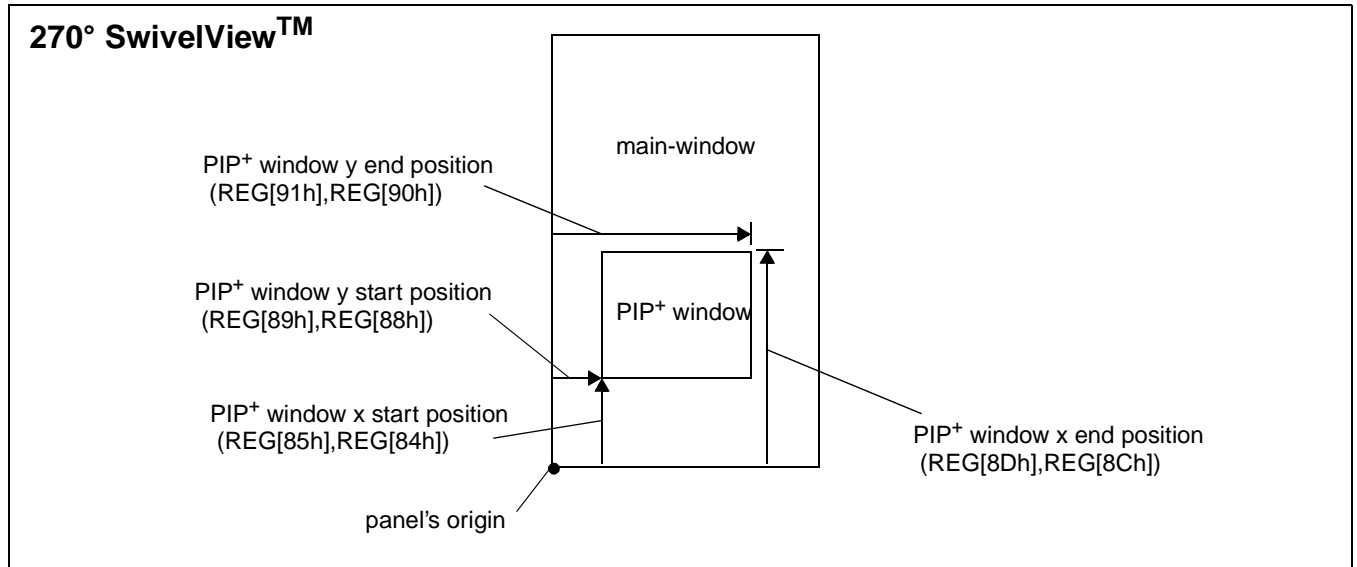 270° SwivelView™
main-window
PIP+ window y end position
(REG[91h],REG[90h])
PIP+ window y start position
(REG[89h],REG[88h])
PIP+ window
PIP+ window x start position
(REG[85h],REG[84h])
PIP+ window x end position
(REG[8Dh],REG[8Ch])
panel's origin